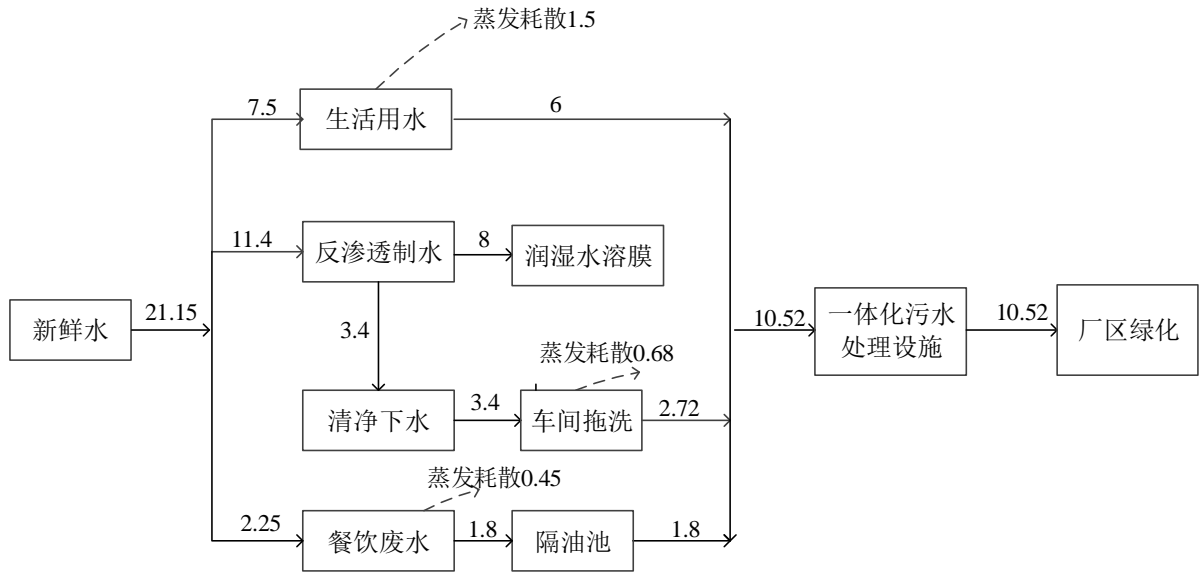 蒸发耗散1.5
7.5
生活用水
6
11.4
反渗透制水
8
润湿水溶膜
新鲜水
21.15
3.4
10.52
一体化污水
处理设施
10.52
厂区绿化
蒸发耗散0.68
清净下水
3.4
车间拖洗
2.72
蒸发耗散0.45
2.25
餐饮废水
1.8
隔油池
1.8